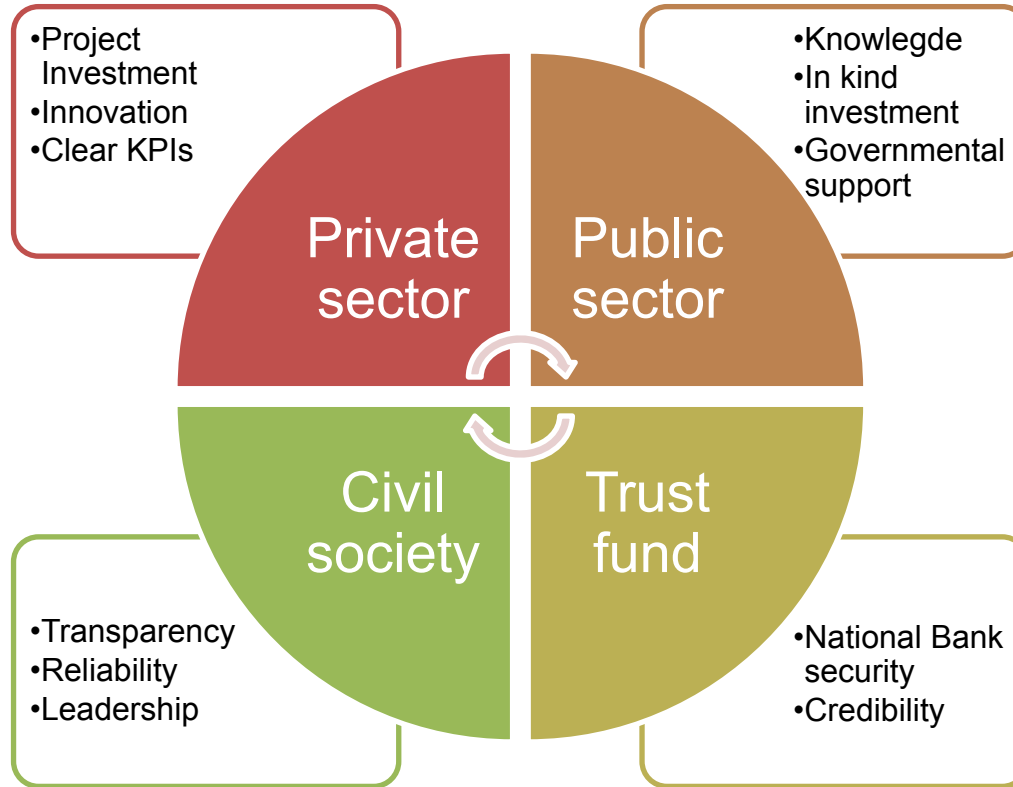 •Project
Investment
•Innovation
•Clear KPIs
•Knowlegde
•In kind
investment
•Governmental
support
Private
sector
Public
sector
Civil
society
Trust
fund
•Transparency
•Reliability
•Leadership
•National Bank
security
•Credibility